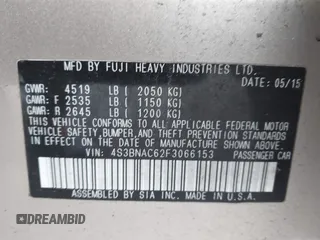 MFD BY FUJI HEAVY INDUSTRIES LTD.
DATE: 05/15
GVWR: 4519 LB ( 2050 KG)
GAWR: F 2535 LB ( 1150 KG)
GAWR: R 2645 LB ( 1200 KG)
THIS VEHICLE CONFORMS TO ALL APPLICABLE
FEDERAL MOTOR VEHICLE
SAFETY, BUMPER, AND THEFT PREVENTION
STANDARDS IN EFFECT ON THE DATE OF
MANUFACTURE SHOWN ABOVE.
VIN: 4S3BNAC62F3066153
PASSENGER CAR
ASSEMBLED BY SIA INC. MADE IN U.S.A.
DREAMBID